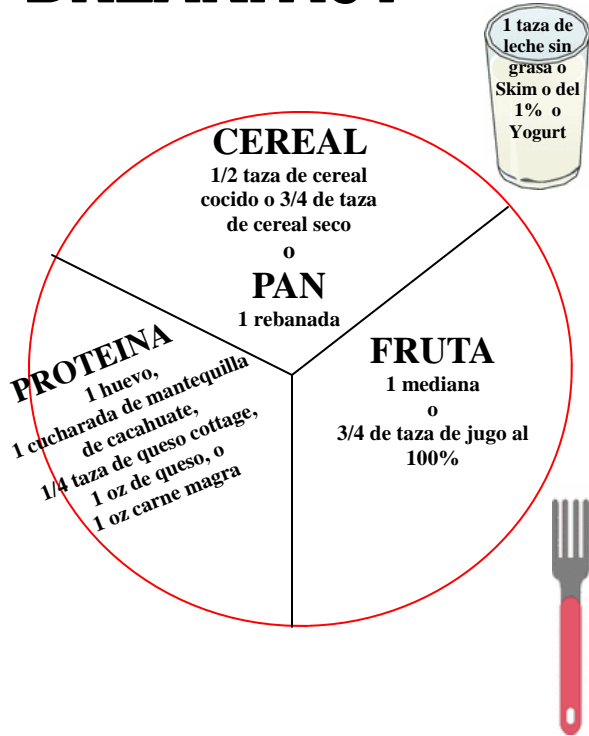 1 taza de
leche sin
grasa o
Skim o del
1% o
Yogurt
CEREAL
1/2 taza de cereal
cocido o 3/4 de taza
de cereal seco
o
PAN
1 rebanada
PROTEINA
1 huevo,
1 cucharada de mantequilla
de cacahuate,
1/4 taza de queso cottage,
1 oz de queso, o
1 oz carne magra
FRUTA
1 mediana
o
3/4 de taza de jugo al
100%